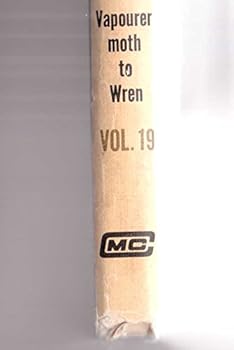 Vapourer
moth
to
Wren
VOL. 19
MC